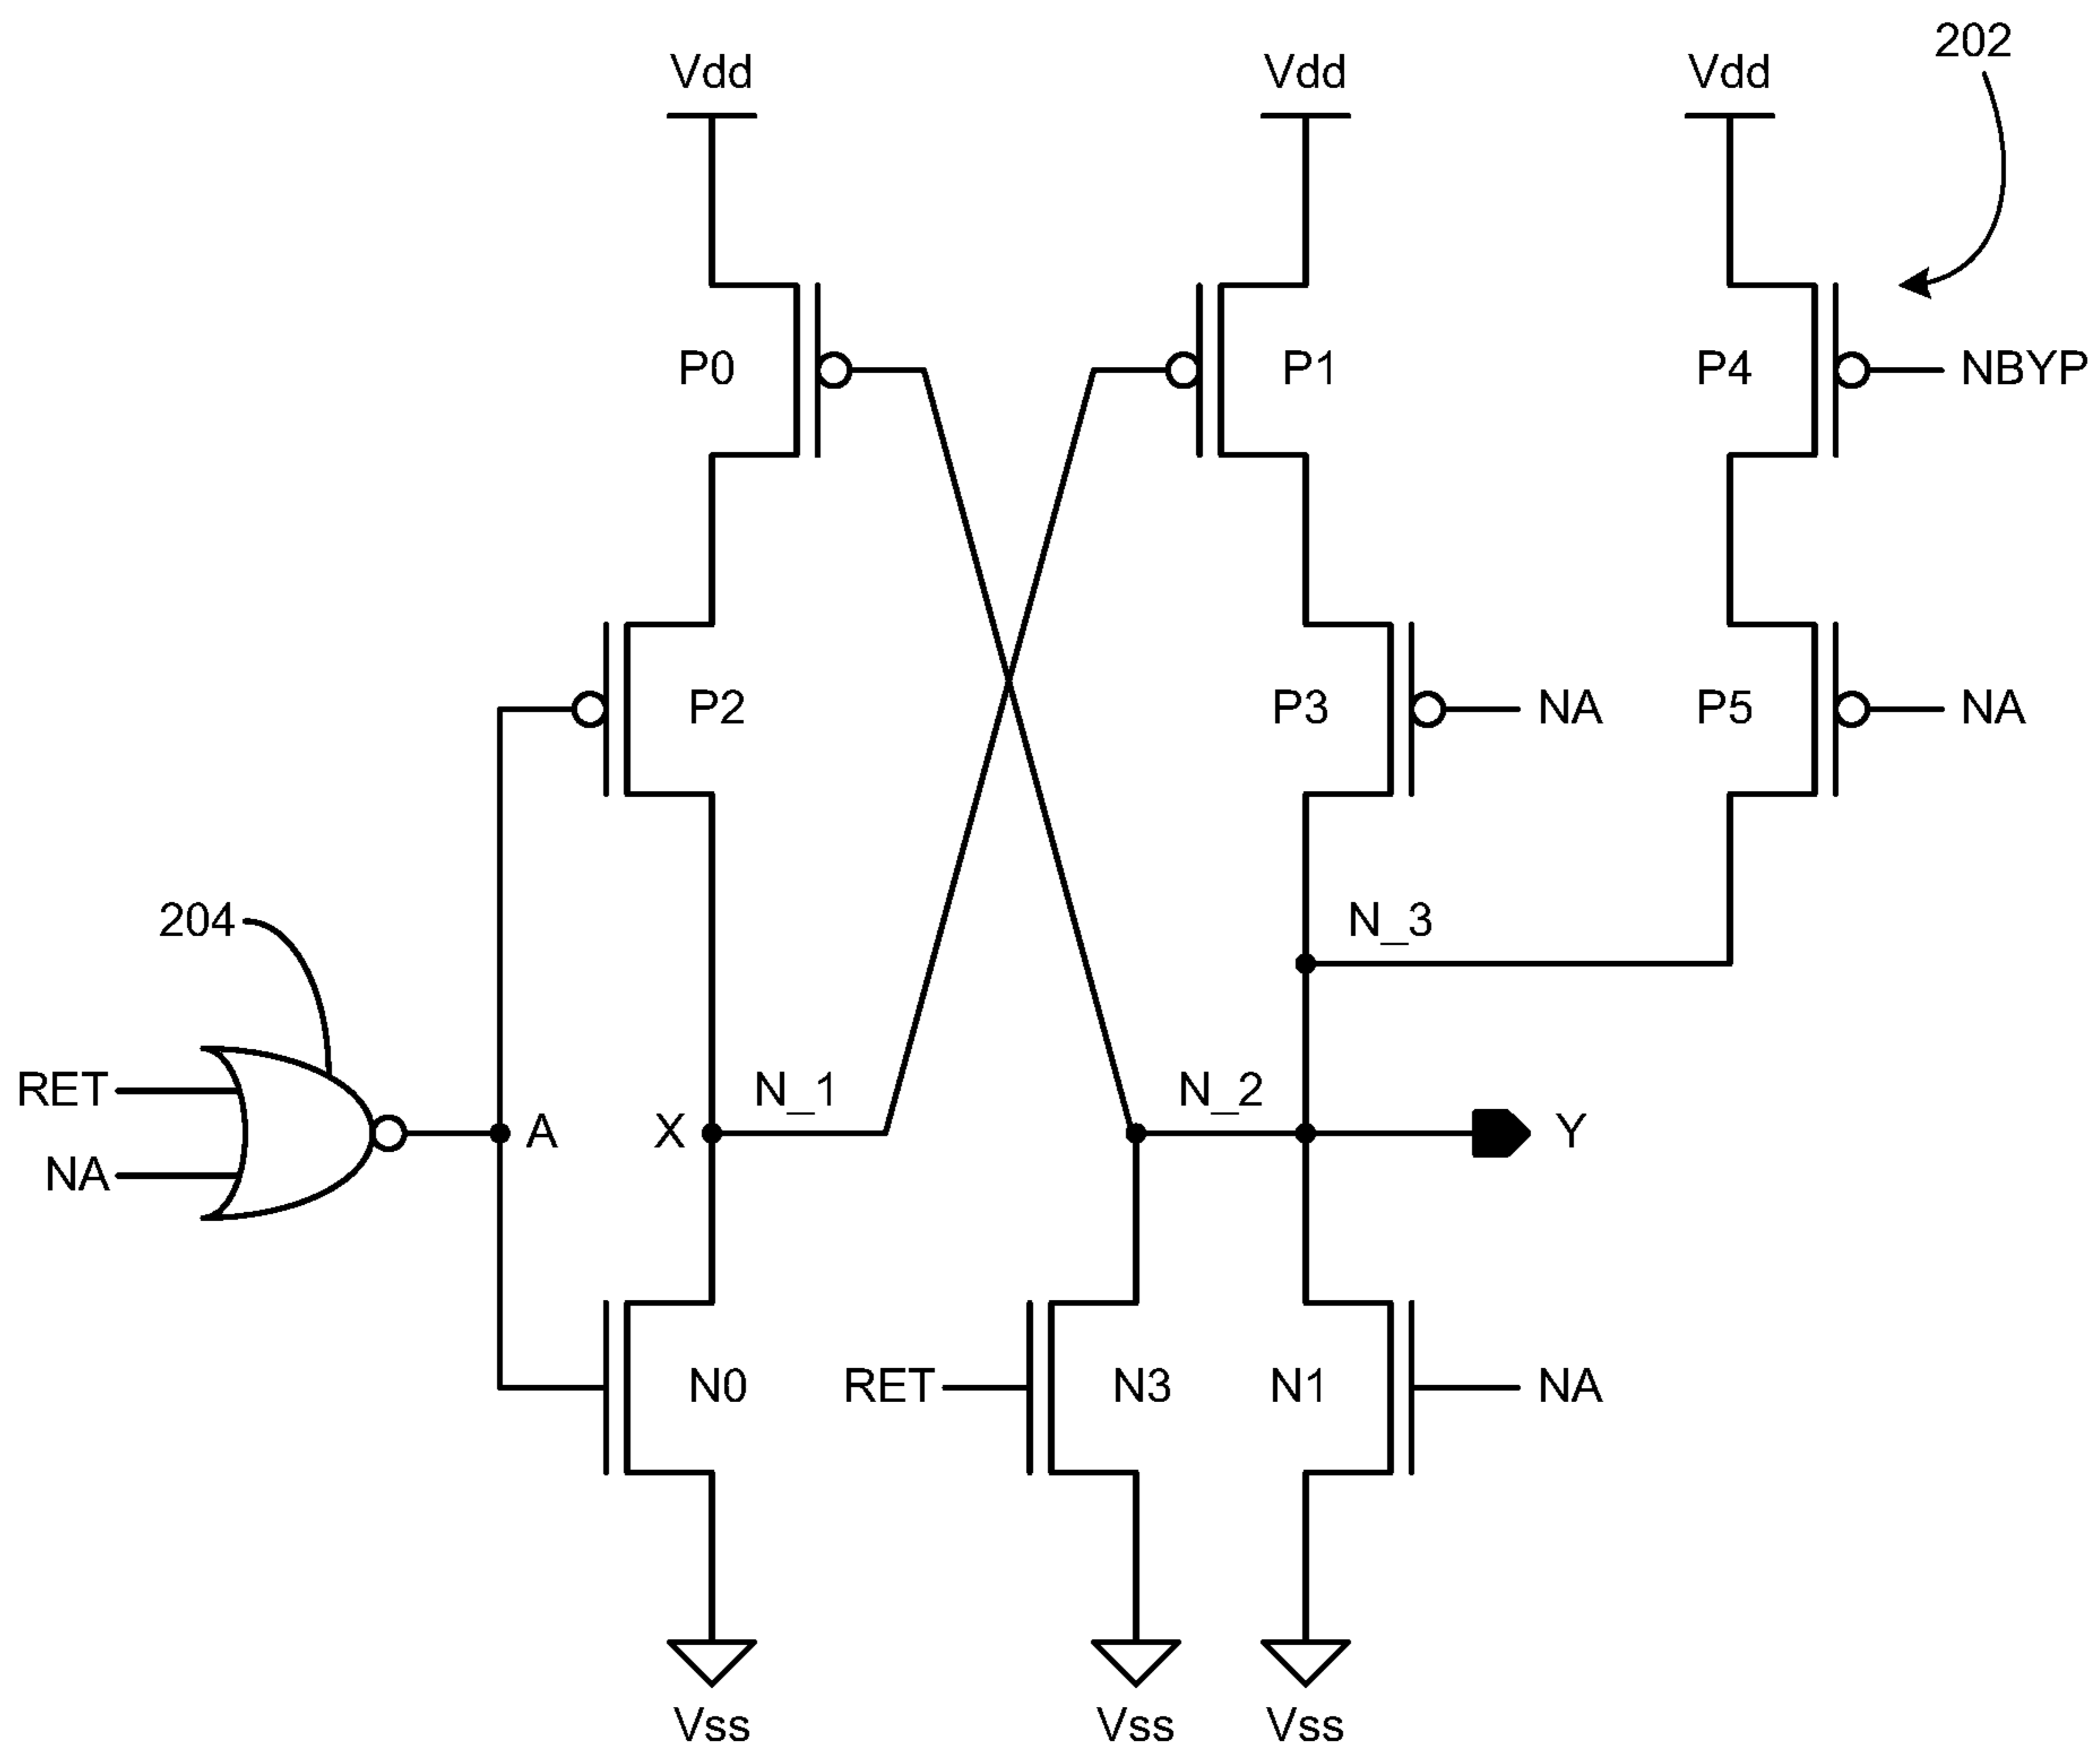 202
Vdd
Vdd
Vdd
P0
P1
P4
NBYP
P2
P3
NA
P5
NA
204
N_3
RET
N_1
N_2
A
X
Y
NA
N0
RET
N3
N1
NA
Vss
Vss
Vss